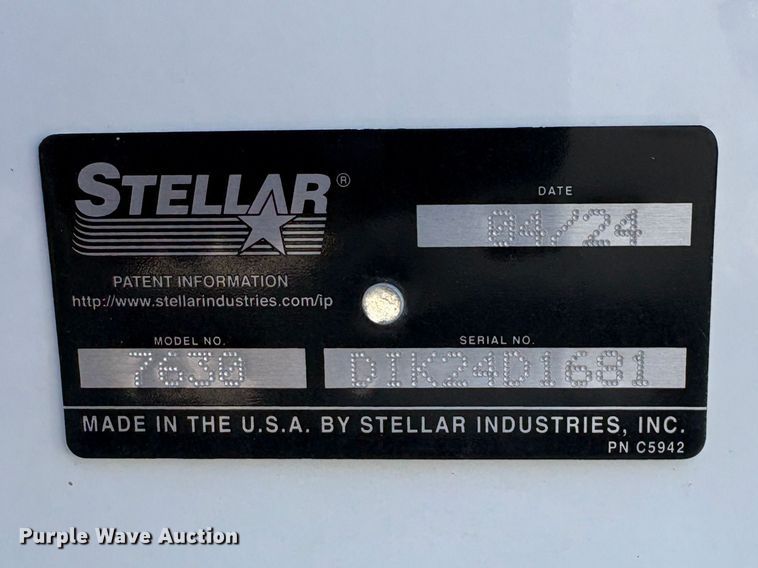 STELLAR®
DATE
04/24
PATENT INFORMATION
http://www.stellarindustries.com/ip
MODEL NO.
7630
SERIAL NO.
DIK24D1681
MADE IN THE U.S.A. BY STELLAR INDUSTRIES, INC.
PN C5942
Purple Wave Auction